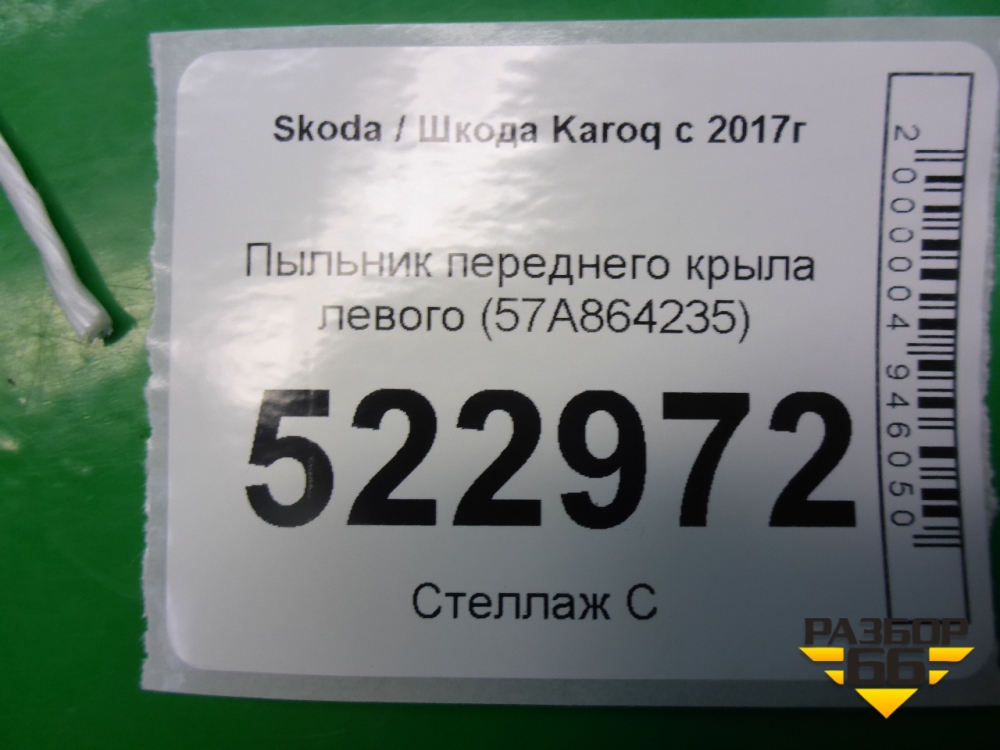 Skoda / Шкода Karoq с 2017г
Пыльник переднего крыла
левого (57A864235)
522972
Стеллаж С
2000004946050
РАЗБОР
66